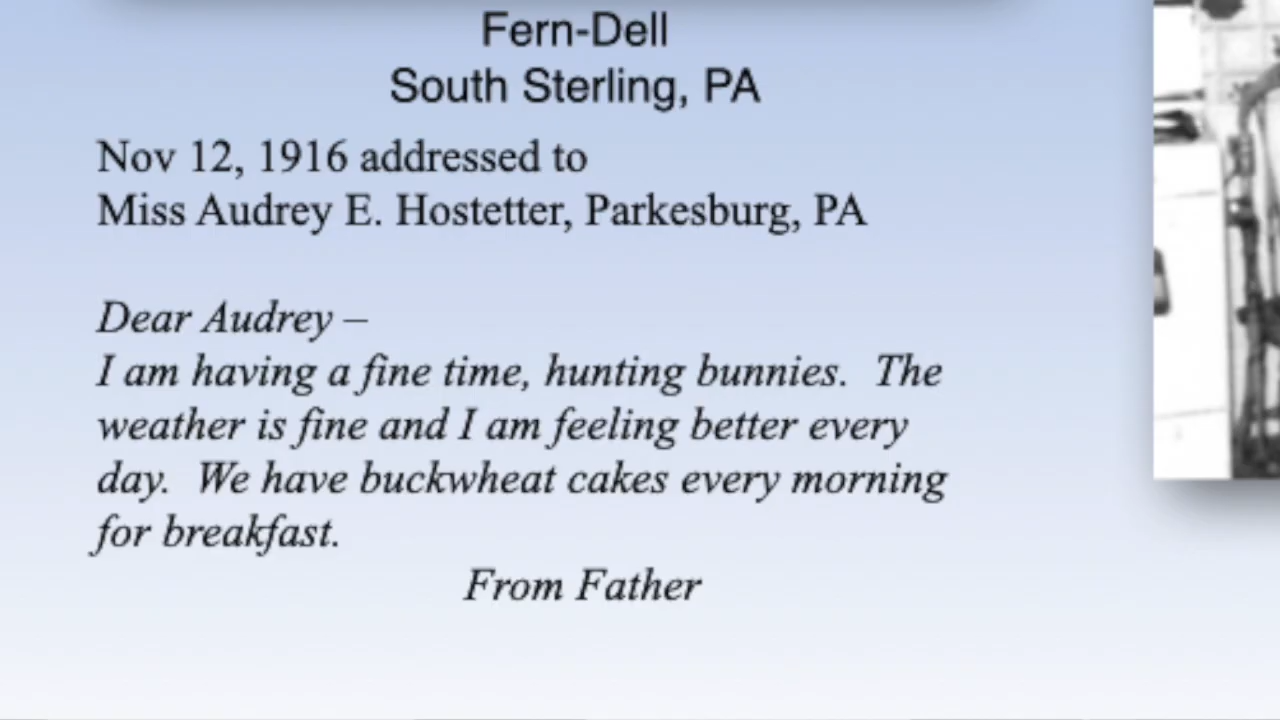 Fern-Dell
South Sterling, PA
Nov 12, 1916 addressed to
Miss Audrey E. Hostetter, Parkesburg, PA
Dear Audrey –
I am having a fine time, hunting bunnies.  The
weather is fine and I am feeling better every
day.  We have buckwheat cakes every morning
for breakfast.
From Father